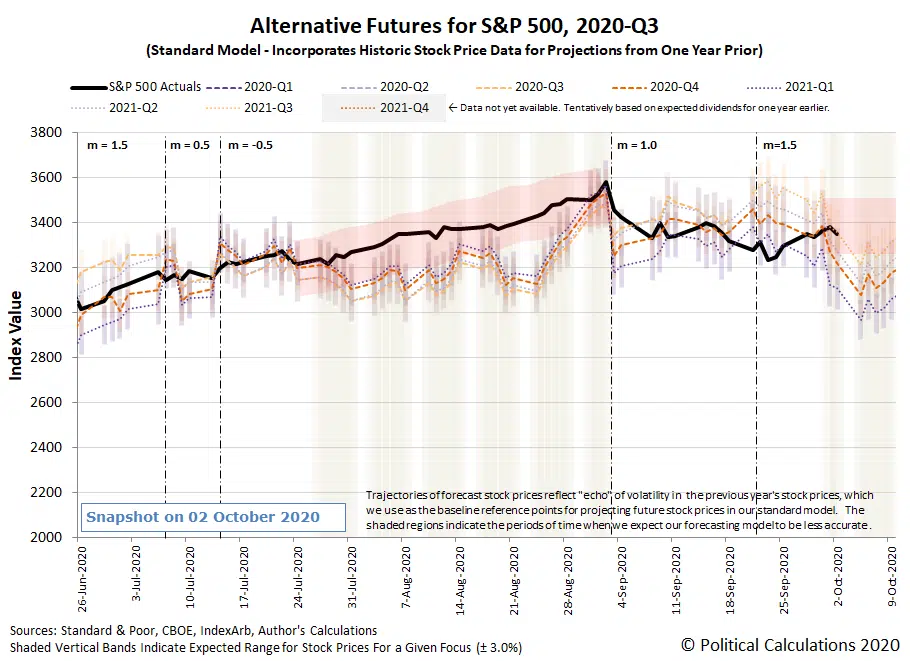 Alternative Futures for S&P 500, 2020-Q3
(Standard Model - Incorporates Historic Stock Price Data for Projections from One Year Prior)
S&P 500 Actuals 2020-Q1 2020-Q2 2020-Q3 2020-Q4 2021-Q1
2021-Q2 2021-Q3 2021-Q4 ← Data not yet available. Tentatively based on expected dividends for one year earlier.
m = 1.5 m = 0.5 m = -0.5 m = 1.0 m=1.5
3800
3600
3400
3200
3000
2800
2600
2400
2200
2000
Index Value
Trajectories of forecast stock prices reflect "echo" of volatility in the previous year's stock prices, which
we use as the baseline reference points for projecting future stock prices in our standard model. The
shaded regions indicate the periods of time when we expect our forecasting model to be less accurate.
Snapshot on 02 October 2020
26-Jun-2020
3-Jul-2020
10-Jul-2020
17-Jul-2020
24-Jul-2020
31-Jul-2020
7-Aug-2020
14-Aug-2020
21-Aug-2020
28-Aug-2020
4-Sep-2020
11-Sep-2020
18-Sep-2020
25-Sep-2020
2-Oct-2020
9-Oct-2020
Sources: Standard & Poor, CBOE, IndexArb, Author's Calculations
Shaded Vertical Bands Indicate Expected Range for Stock Prices For a Given Focus (± 3.0%)
© Political Calculations 2020